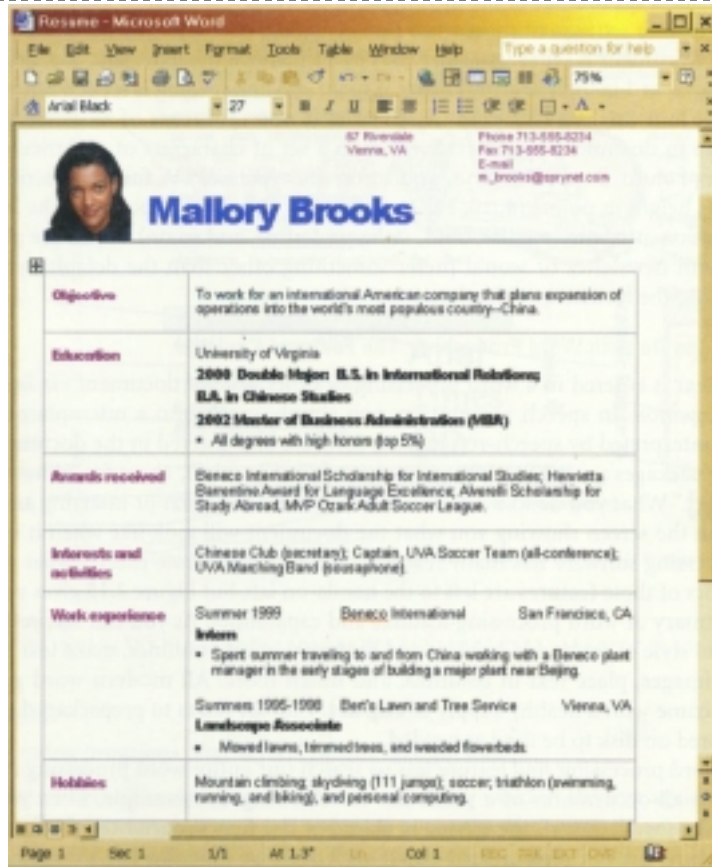 Resume - Microsoft Word
File Edit View Insert Format Tools Table Window Help Type a question for help
75%
Arial Black 27 B I U
67 Riverdale
Vienna, VA
Phone 713-555-8234
Fax 713-555-8234
E-mail
m_brooks@sprynet.com
Mallory Brooks
Objective
To work for an international American company that plans expansion of
operations into the world's most populous country--China.
Education
University of Virginia
2000 Double Major: B.S. in International Relations;
B.A. in Chinese Studies
2002 Master of Business Administration (MBA)
• All degrees with high honors (top 5%)
Awards received
Beneco International Scholarship for International Studies; Henrietta
Barrentine Award for Language Excellence; Alverelli Scholarship for
Study Abroad, MVP Ozark Adult Soccer League.
Interests and
activities
Chinese Club (secretary); Captain, UVA Soccer Team (all-conference);
UVA Marching Band (sousaphone).
Work experience
Summer 1999 Beneco International San Francisco, CA
Intern
• Spent summer traveling to and from China working with a Beneco plant
manager in the early stages of building a major plant near Beijing.
Summers 1995-1998 Bert's Lawn and Tree Service Vienna, VA
Landscape Associate
• Mowed lawns, trimmed trees, and weeded flowerbeds.
Hobbies
Mountain climbing, skydiving (111 jumps); soccer, triathlon (swimming,
running, and biking), and personal computing.
Page 1 Sec 1 1/1 At 1.3" Ln Col 1 REC TRK EXT OVR